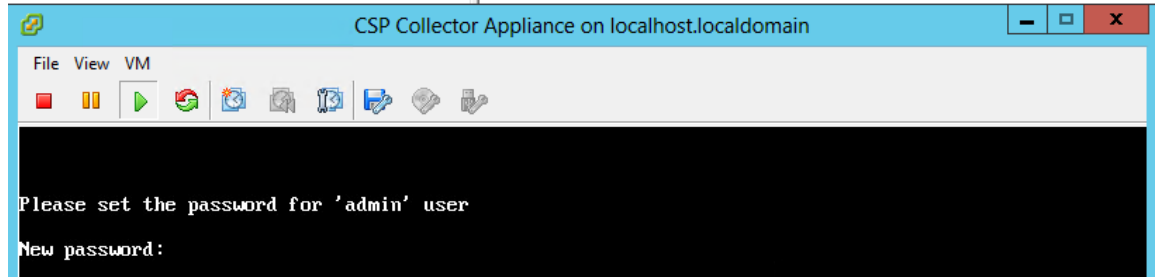 CSP Collector Appliance on localhost.localdomain
File View VM
Please set the password for 'admin' user
New password: